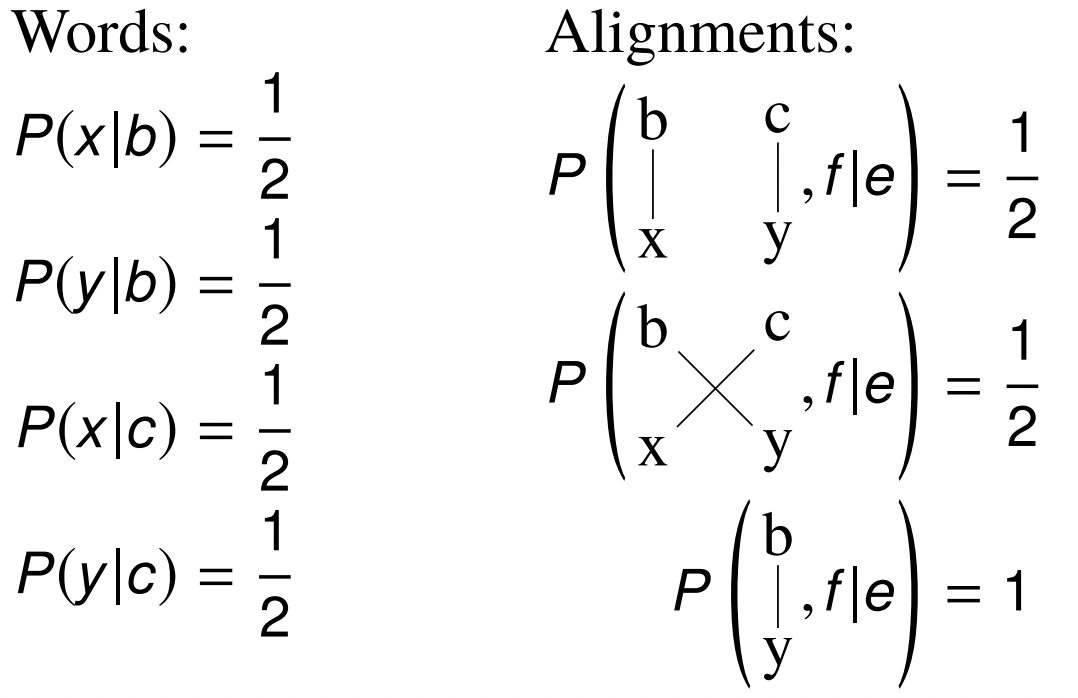 Words:
P(x|b) = 1/2
P(y|b) = 1/2
P(x|c) = 1/2
P(y|c) = 1/2
Alignments:
b c
P ( , f|e ) = 1/2
x y
b c
P ( , f|e ) = 1/2
x y
b
P ( , f|e ) = 1
y